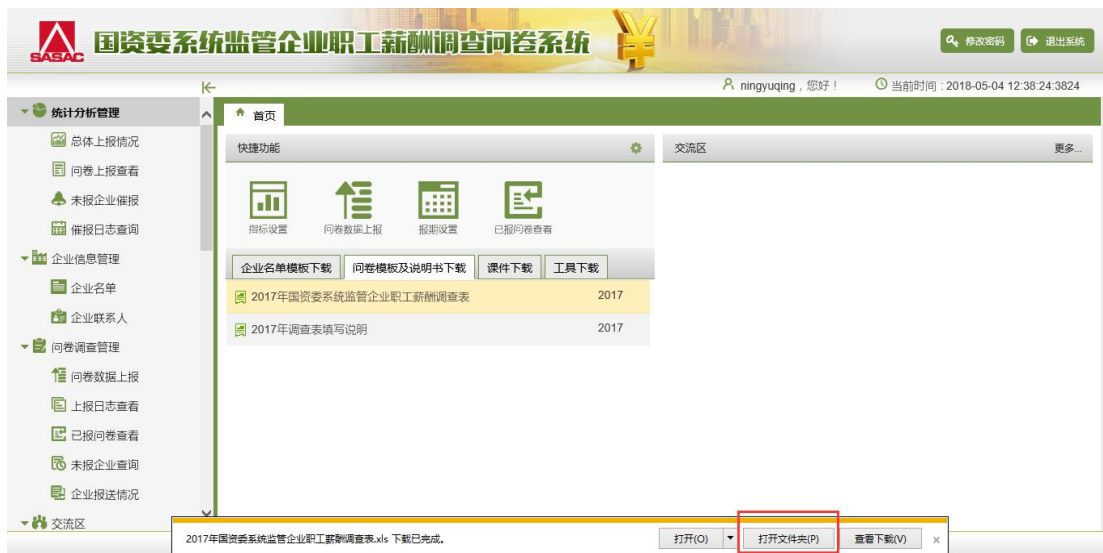 SASAC
国资委系统监管企业职工薪酬调查问卷系统
修改密码
退出系统
ningyuqing，您好！
当前时间：2018-05-04 12:38:24:3824
统计分析管理
总体上报情况
问卷上报查看
未报企业催报
催报日志查询
企业信息管理
企业名单
企业联系人
问卷调查管理
问卷数据上报
上报日志查看
已报问卷查看
未报企业查询
企业报送情况
交流区
首页
快捷功能
指标设置
问卷数据上报
报期设置
已报问卷查看
企业名单模板下载
问卷模板及说明书下载
课件下载
工具下载
2017年国资委系统监管企业职工薪酬调查表 2017
2017年调查表填写说明 2017
交流区
更多...
2017年国资委系统监管企业职工薪酬调查表.xls 下载已完成。
打开(O)
打开文件夹(P)
查看下载(V)
×